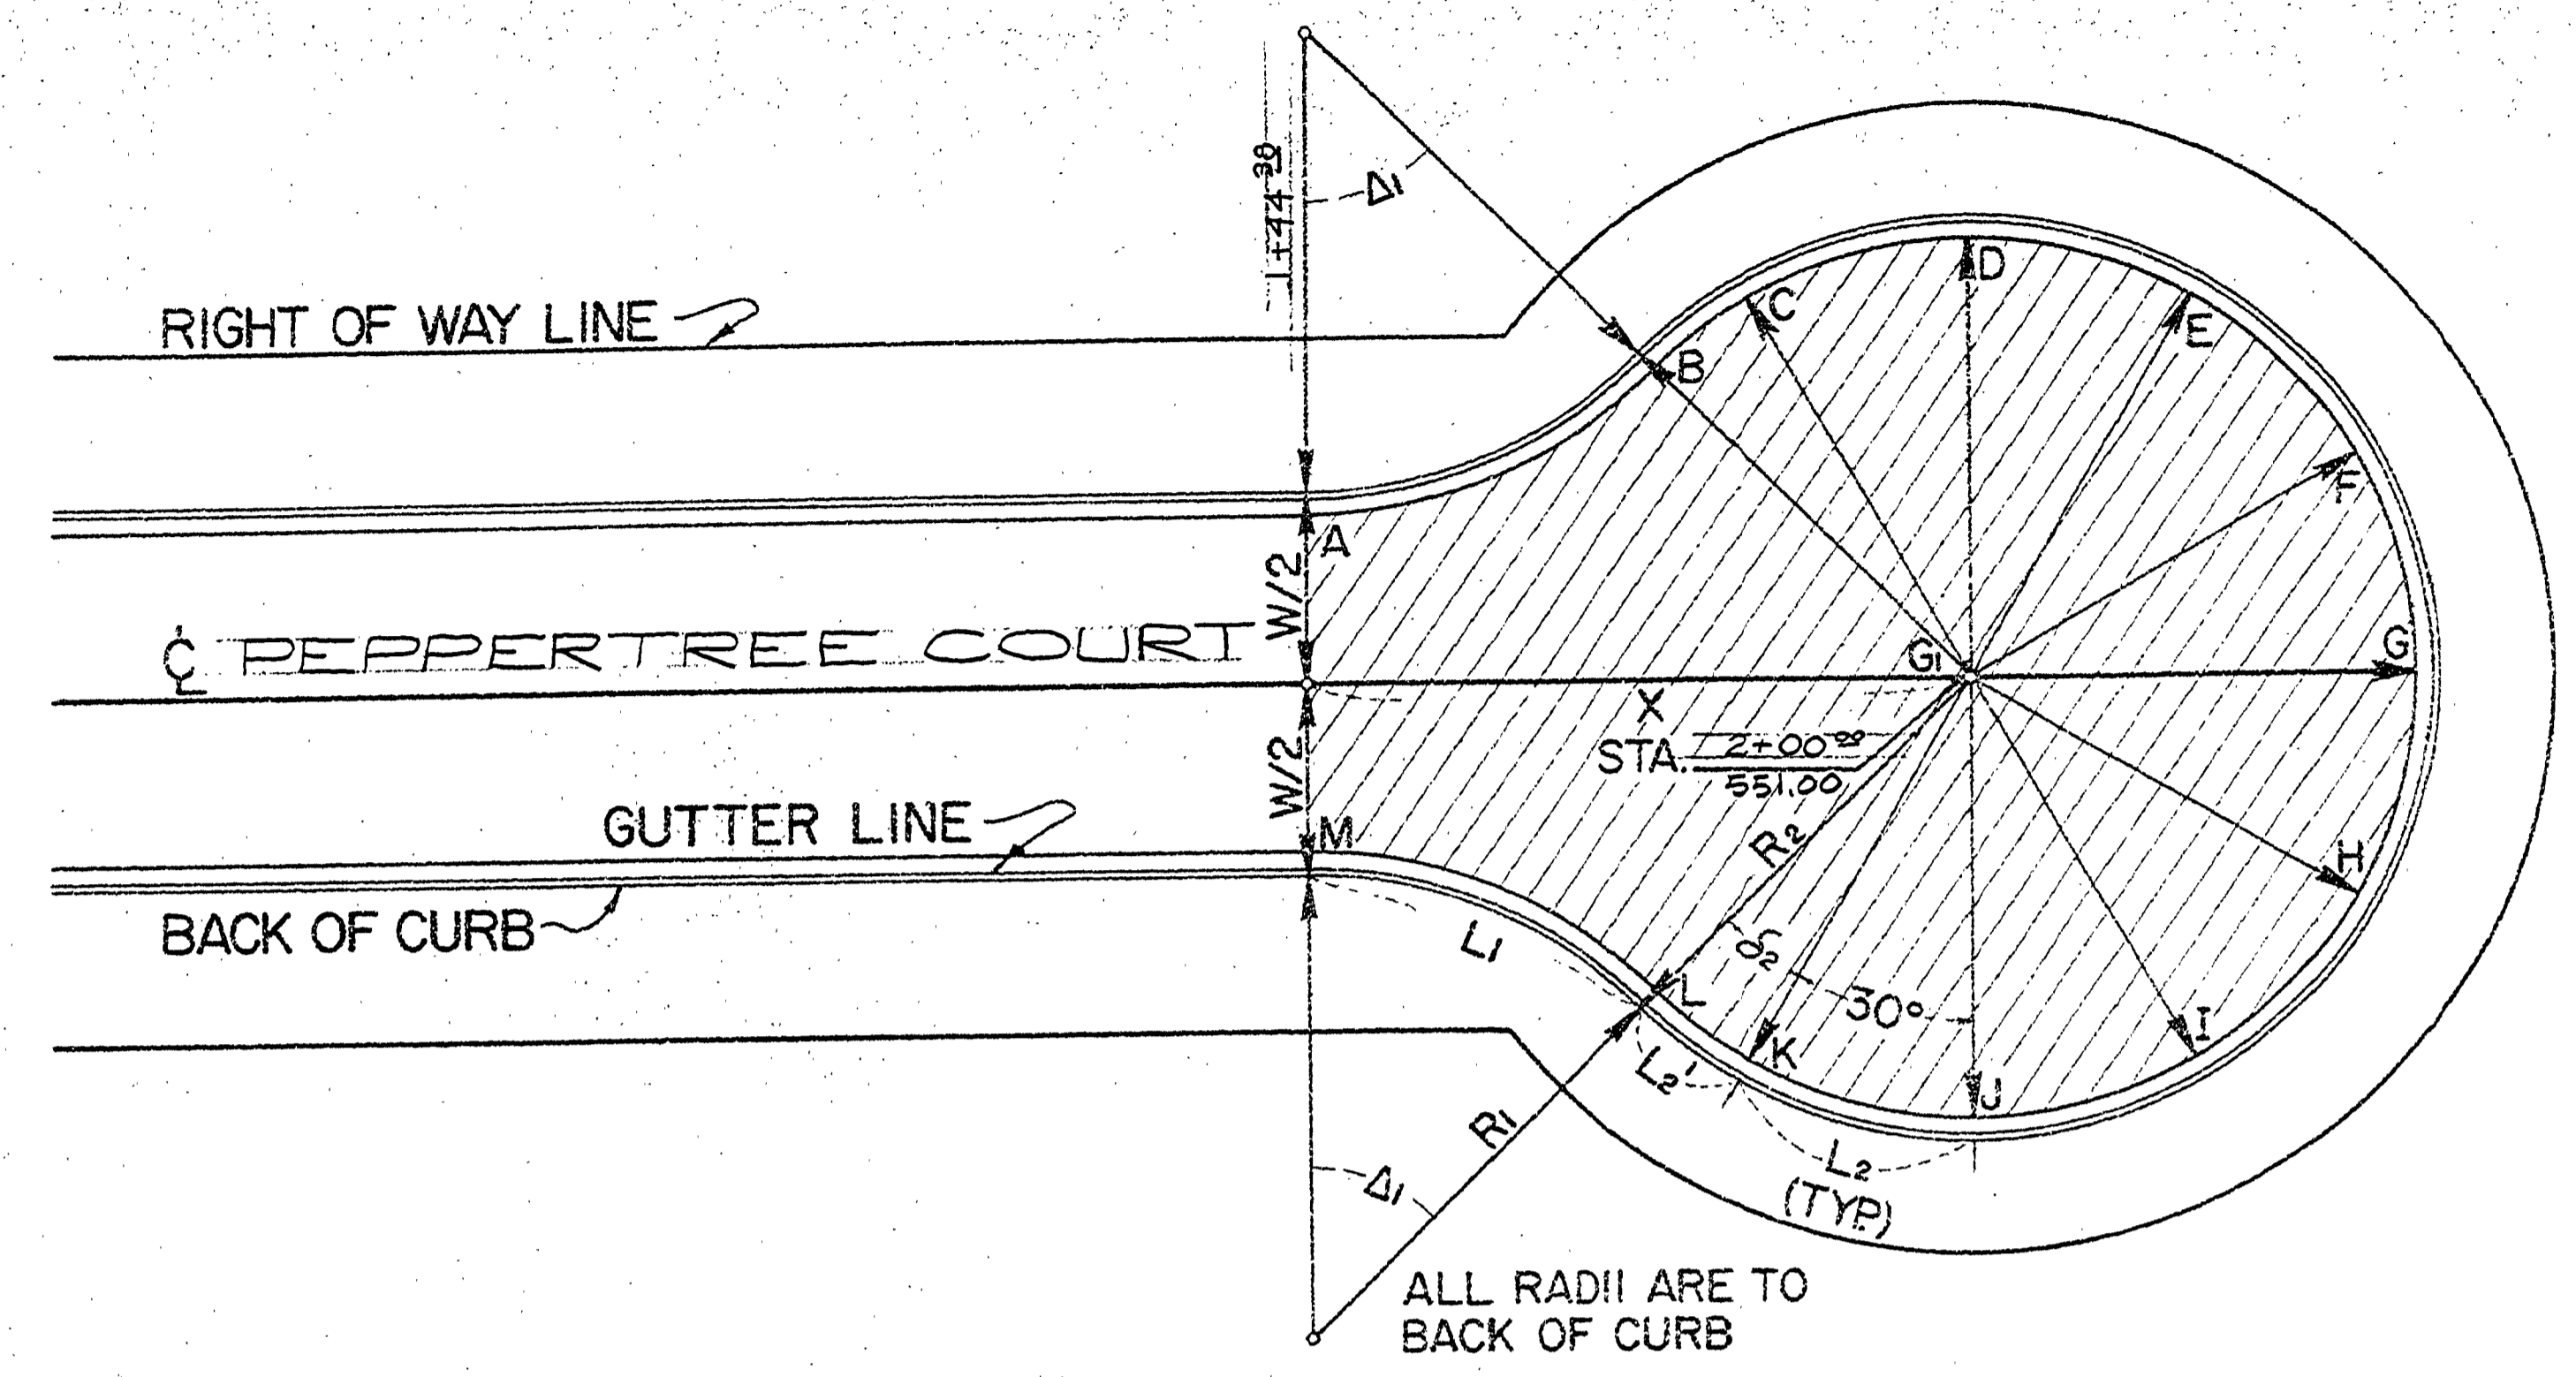 1+44 38
Δ1
RIGHT OF WAY LINE
A
B
C
D
E
F
G
W/2
℄ PEPPERTREE COURT
G1
X
STA. 2+00 00
551.00
W/2
M
GUTTER LINE
BACK OF CURB
L1
R2
δ2
30°
L
K
J
I
H
L2'
L2
(TYP.)
R1
Δ1
ALL RADII ARE TO
BACK OF CURB